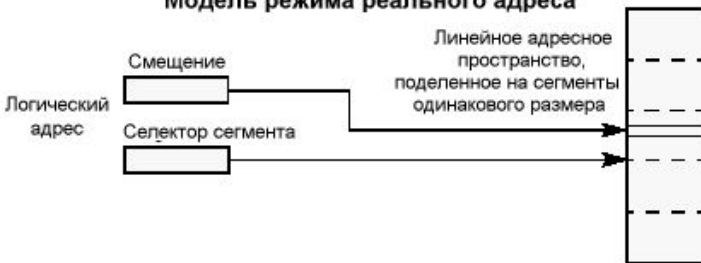 Модель режима реального адреса
Линейное адресное
пространство,
поделенное на сегменты
одинакового размера
Смещение
Логический
адрес
Селектор сегмента